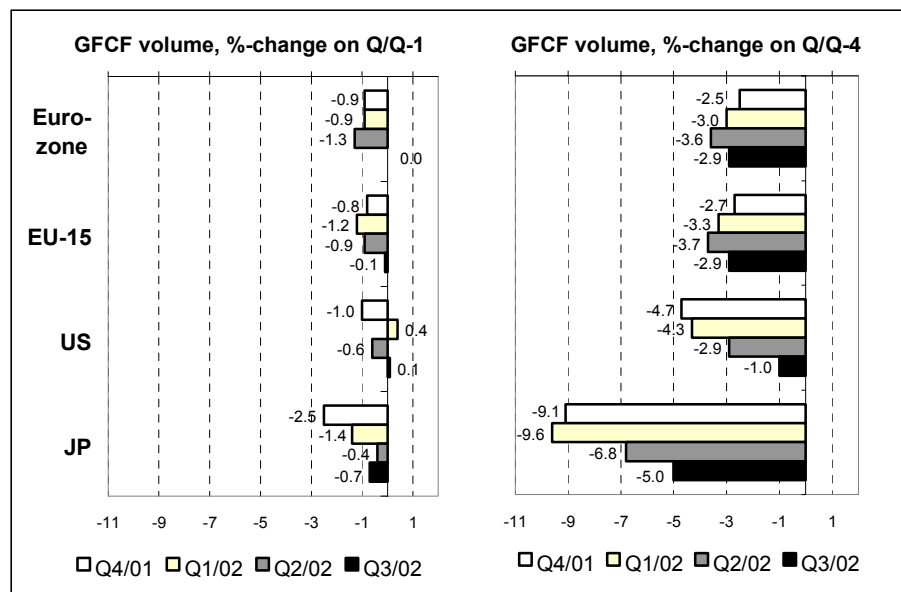 GFCF volume, %-change on Q/Q-1
-0.9
-0.9
-1.3
0.0
Euro-
zone
-0.8
-1.2
-0.9
-0.1
EU-15
-1.0
0.4
-0.6
0.1
US
-2.5
-1.4
-0.4
-0.7
JP
-11 -9 -7 -5 -3 -1 1
Q4/01 Q1/02 Q2/02 Q3/02
GFCF volume, %-change on Q/Q-4
-2.5
-3.0
-3.6
-2.9
-2.7
-3.3
-3.7
-2.9
-4.7
-4.3
-2.9
-1.0
-9.1
-9.6
-6.8
-5.0
-11 -9 -7 -5 -3 -1 1
Q4/01 Q1/02 Q2/02 Q3/02